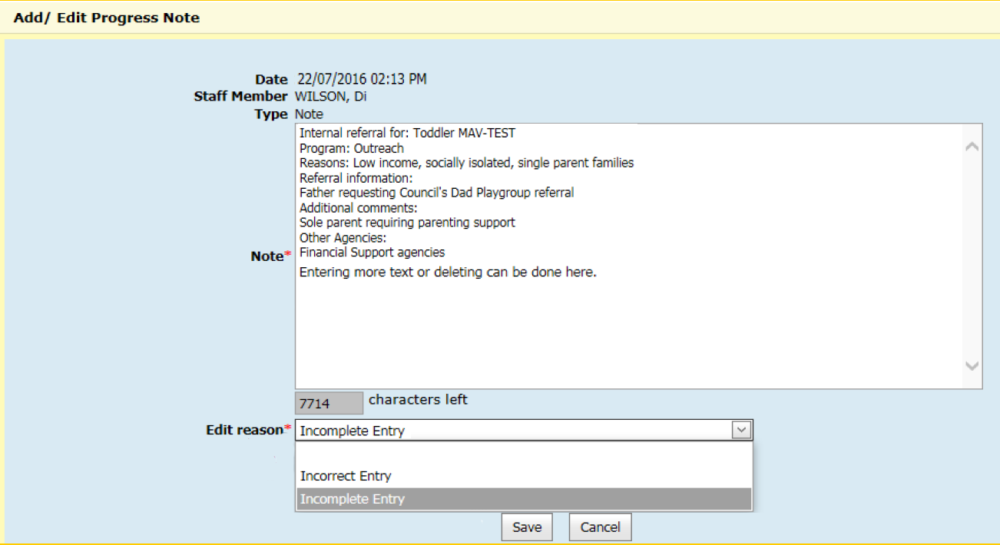 Add/ Edit Progress Note
Date 22/07/2016 02:13 PM
Staff Member WILSON, Di
Type Note
Internal referral for: Toddler MAV-TEST
Program: Outreach
Reasons: Low income, socially isolated, single parent families
Referral information:
Father requesting Council's Dad Playgroup referral
Additional comments:
Sole parent requiring parenting support
Other Agencies:
Note* Financial Support agencies
Entering more text or deleting can be done here.
7714 characters left
Edit reason* Incomplete Entry
Incorrect Entry
Incomplete Entry
Save Cancel